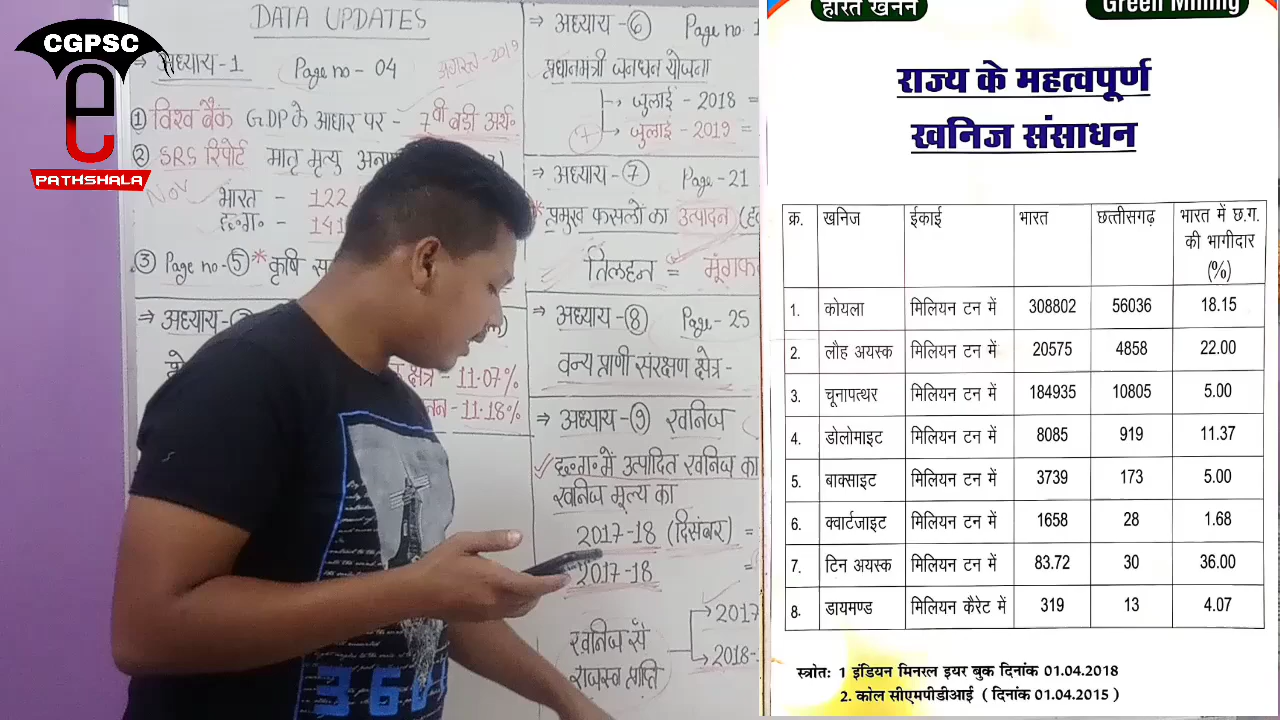 CGPSC
e
PATHSHALA
DATA UPDATES
अध्याय-1 Page no - 04
अगस्त-2019
① विश्व बैंक GDP के आधार पर - 7वी बडी अर्थ॰
② SRS रिपोर्ट मातृ मृत्यु
Nov
भारत - 122
छ॰ग॰ - 141
③ Page no-⑤* कृषि
⇒ अध्याय-
क्षेत्र - 11.07%
11.18%
⇒ अध्याय-⑥ Page no-
प्रधानमंत्री जनधन योजना
→ जुलाई - 2018 =
→ जुलाई - 2019 =
⇒ अध्याय-⑦ Page-21
* प्रमुख फसलों का उत्पादन
तिलहन =
⇒ अध्याय-⑧ Page-25
वन्य प्राणी संरक्षण क्षेत्र -
⇒ अध्याय-⑨ खनिज
छ॰ग॰ में उत्पादित खनिज का
खनिज मूल्य का
2017-18 (दिसंबर) =
2017-18 =
खनिज से
राजस्व प्राप्ति
2017
2018-
हारत खनन
Green Mining
राज्य के महत्वपूर्ण
खनिज संसाधन
क्र. खनिज ईकाई भारत छत्तीसगढ़ भारत में छ.ग.
की भागीदार
(%)
1. कोयला मिलियन टन में 308802 56036 18.15
2. लौह अयस्क मिलियन टन में 20575 4858 22.00
3. चूनापत्थर मिलियन टन में 184935 10805 5.00
4. डोलोमाइट मिलियन टन में 8085 919 11.37
5. बाक्साइट मिलियन टन में 3739 173 5.00
6. क्वार्टजाइट मिलियन टन में 1658 28 1.68
7. टिन अयस्क मिलियन टन में 83.72 30 36.00
8. डायमण्ड मिलियन कैरेट में 319 13 4.07
स्त्रोत: 1 इंडियन मिनरल इयर बुक दिनांक 01.04.2018
2. कोल सीएमपीडीआई ( दिनांक 01.04.2015 )